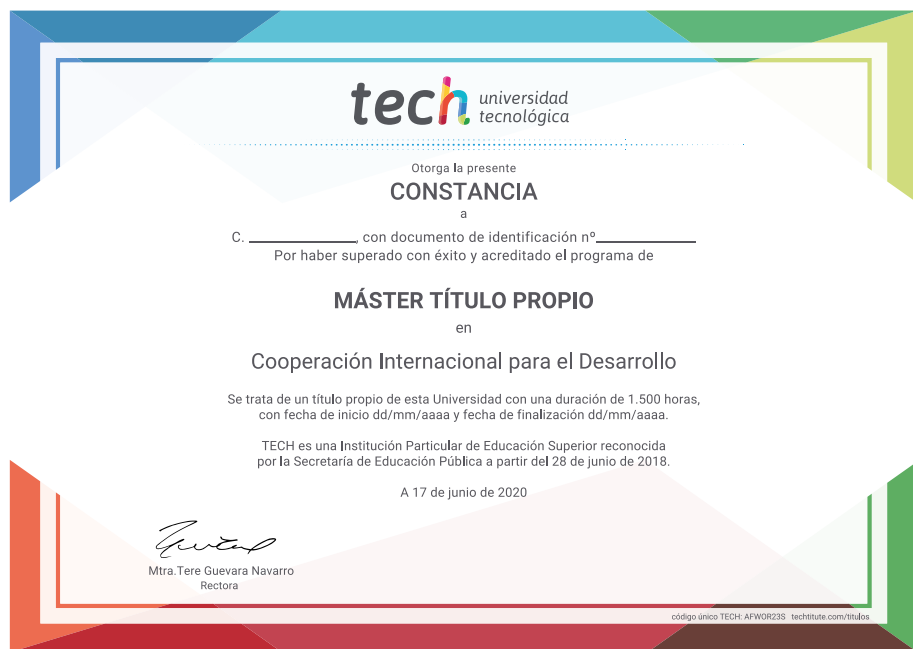 tech universidad
tecnológica
Otorga la presente
CONSTANCIA
a
C. ____________, con documento de identificación nº____________
Por haber superado con éxito y acreditado el programa de
MÁSTER TÍTULO PROPIO
en
Cooperación Internacional para el Desarrollo
Se trata de un título propio de esta Universidad con una duración de 1.500 horas,
con fecha de inicio dd/mm/aaaa y fecha de finalización dd/mm/aaaa.
TECH es una Institución Particular de Educación Superior reconocida
por la Secretaría de Educación Pública a partir del 28 de junio de 2018.
A 17 de junio de 2020
Mtra.Tere Guevara Navarro
Rectora
código único TECH: AFWOR23S techtitute.com/titulos